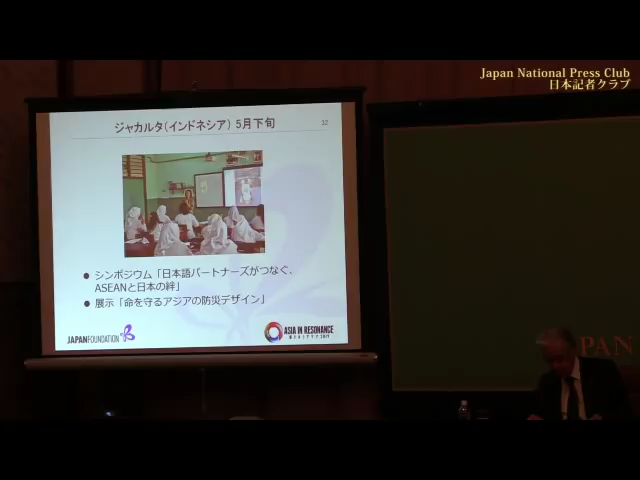 Japan National Press Club
日本記者クラブ
ジャカルタ(インドネシア) 5月下旬
32
● シンポジウム「日本語パートナーズがつなぐ、
ASEANと日本の絆」
● 展示「命を守るアジアの防災デザイン」
JAPANFOUNDATION
ASIA IN RESONANCE
2019
PAN